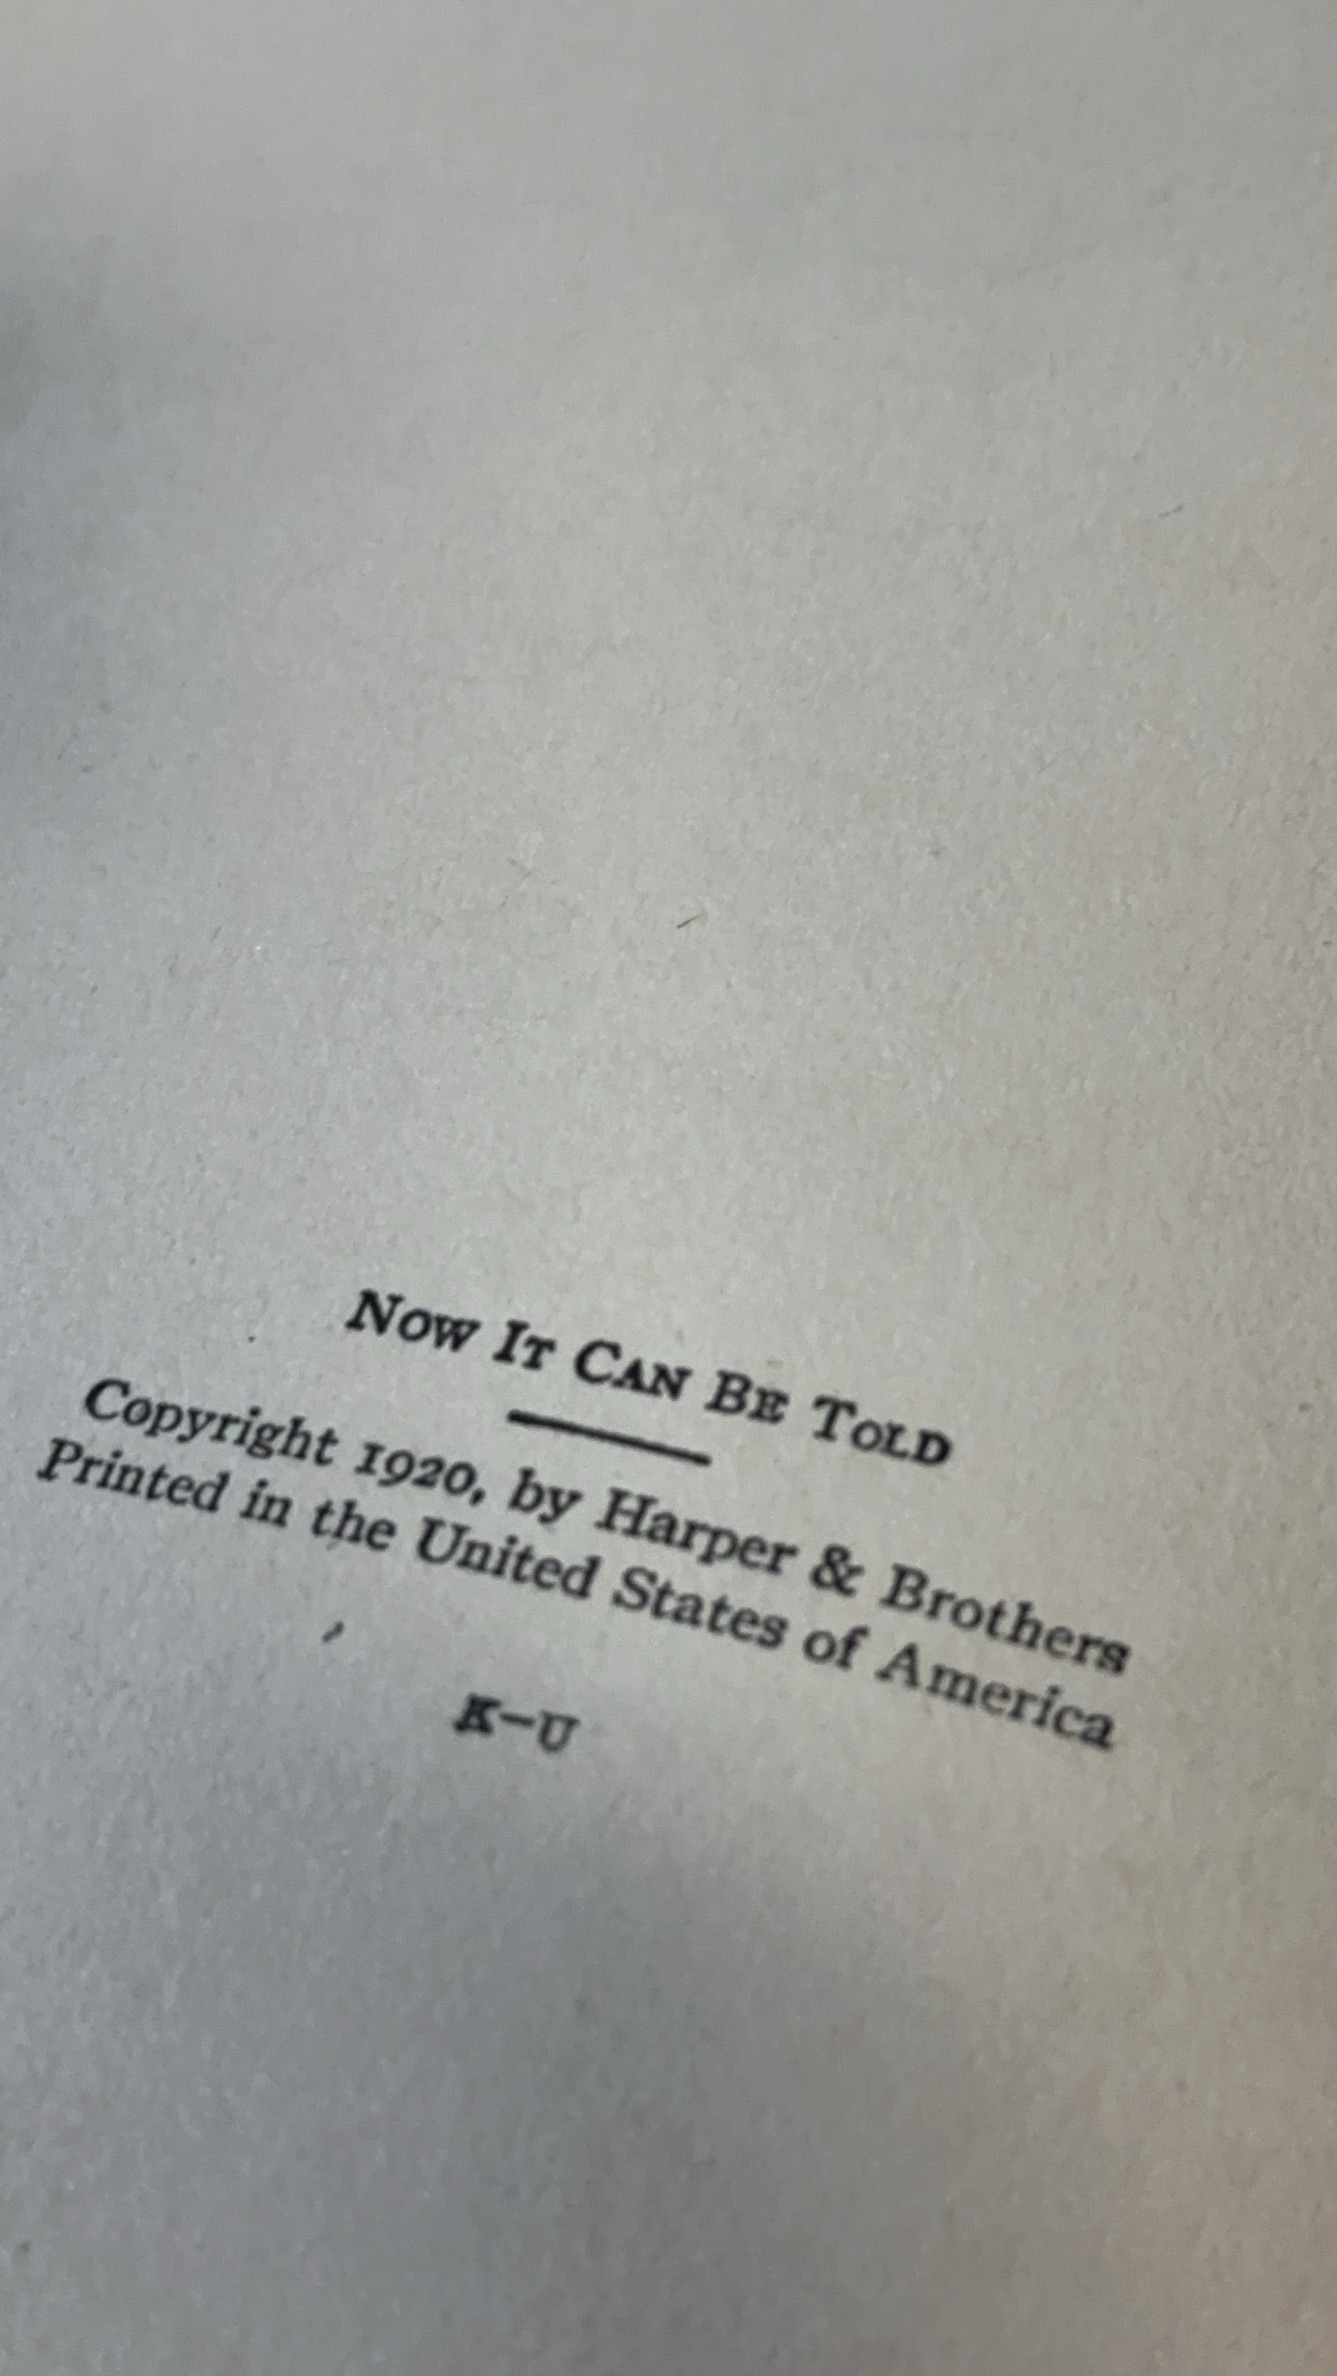 Now It Can Be Told
Copyright 1920, by Harper & Brothers
Printed in the United States of America
K-U